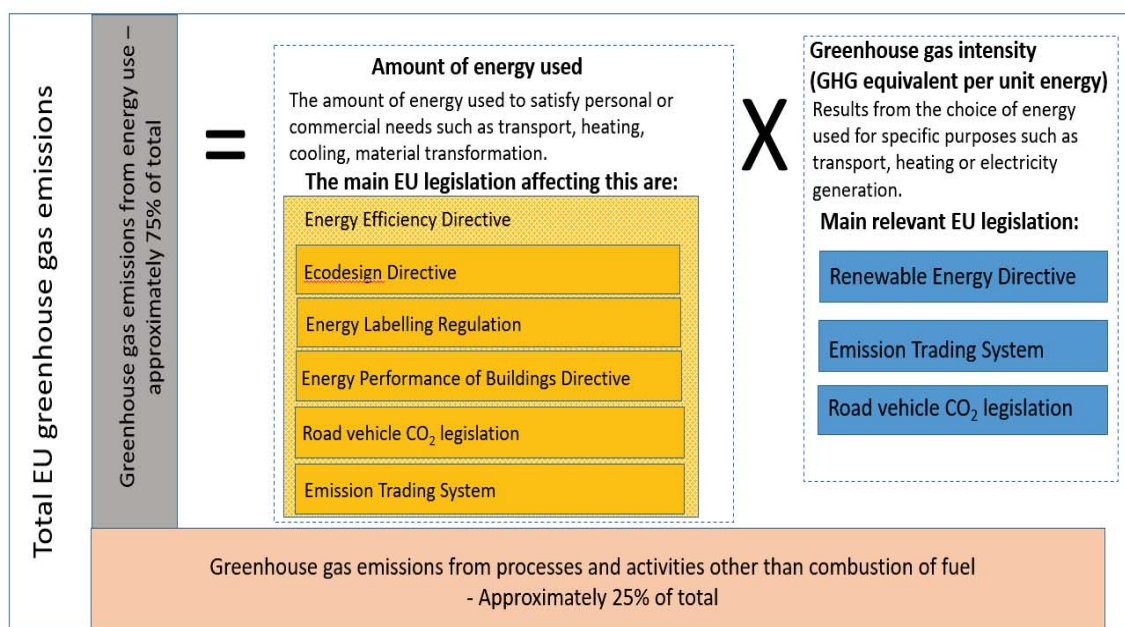 Total EU greenhouse gas emissions
Greenhouse gas emissions from energy use –
approximately 75% of total
=
Amount of energy used
The amount of energy used to satisfy personal or
commercial needs such as transport, heating,
cooling, material transformation.
The main EU legislation affecting this are:
Energy Efficiency Directive
Ecodesign Directive
Energy Labelling Regulation
Energy Performance of Buildings Directive
Road vehicle CO₂ legislation
Emission Trading System
X
Greenhouse gas intensity
(GHG equivalent per unit energy)
Results from the choice of energy
used for specific purposes such as
transport, heating or electricity
generation.
Main relevant EU legislation:
Renewable Energy Directive
Emission Trading System
Road vehicle CO₂ legislation
Greenhouse gas emissions from processes and activities other than combustion of fuel
- Approximately 25% of total